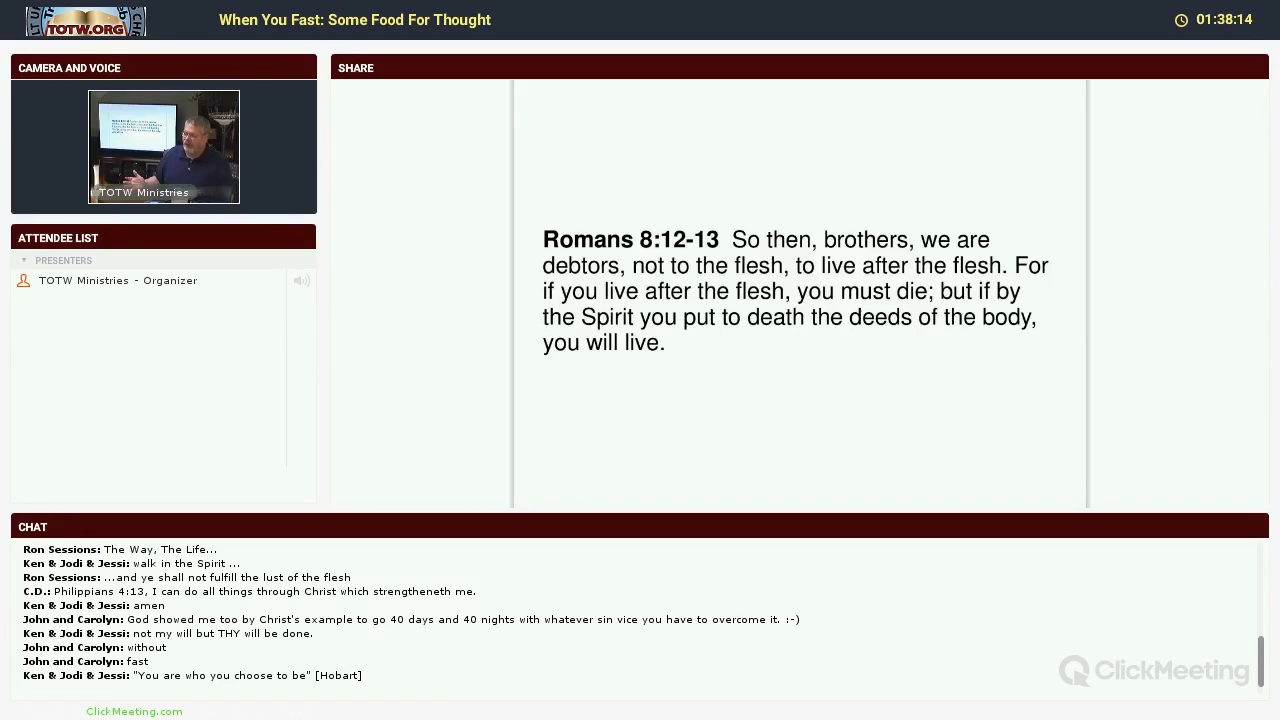 TOTW.ORG
When You Fast: Some Food For Thought
01:38:14
CAMERA AND VOICE
TOTW Ministries
SHARE
ATTENDEE LIST
PRESENTERS
TOTW Ministries - Organizer
Romans 8:12-13 So then, brothers, we are
debtors, not to the flesh, to live after the flesh. For
if you live after the flesh, you must die; but if by
the Spirit you put to death the deeds of the body,
you will live.
CHAT
Ron Sessions: The Way, The Life...
Ken & Jodi & Jessi: walk in the Spirit ...
Ron Sessions: ...and ye shall not fulfill the lust of the flesh
C.D.: Philippians 4:13, I can do all things through Christ which strengtheneth me.
Ken & Jodi & Jessi: amen
John and Carolyn: God showed me too by Christ's example to go 40 days and 40 nights with whatever sin vice you have to overcome it. :-)
Ken & Jodi & Jessi: not my will but THY will be done.
John and Carolyn: without
John and Carolyn: fast
Ken & Jodi & Jessi: "You are who you choose to be" [Hobart]
ClickMeeting
ClickMeeting.com